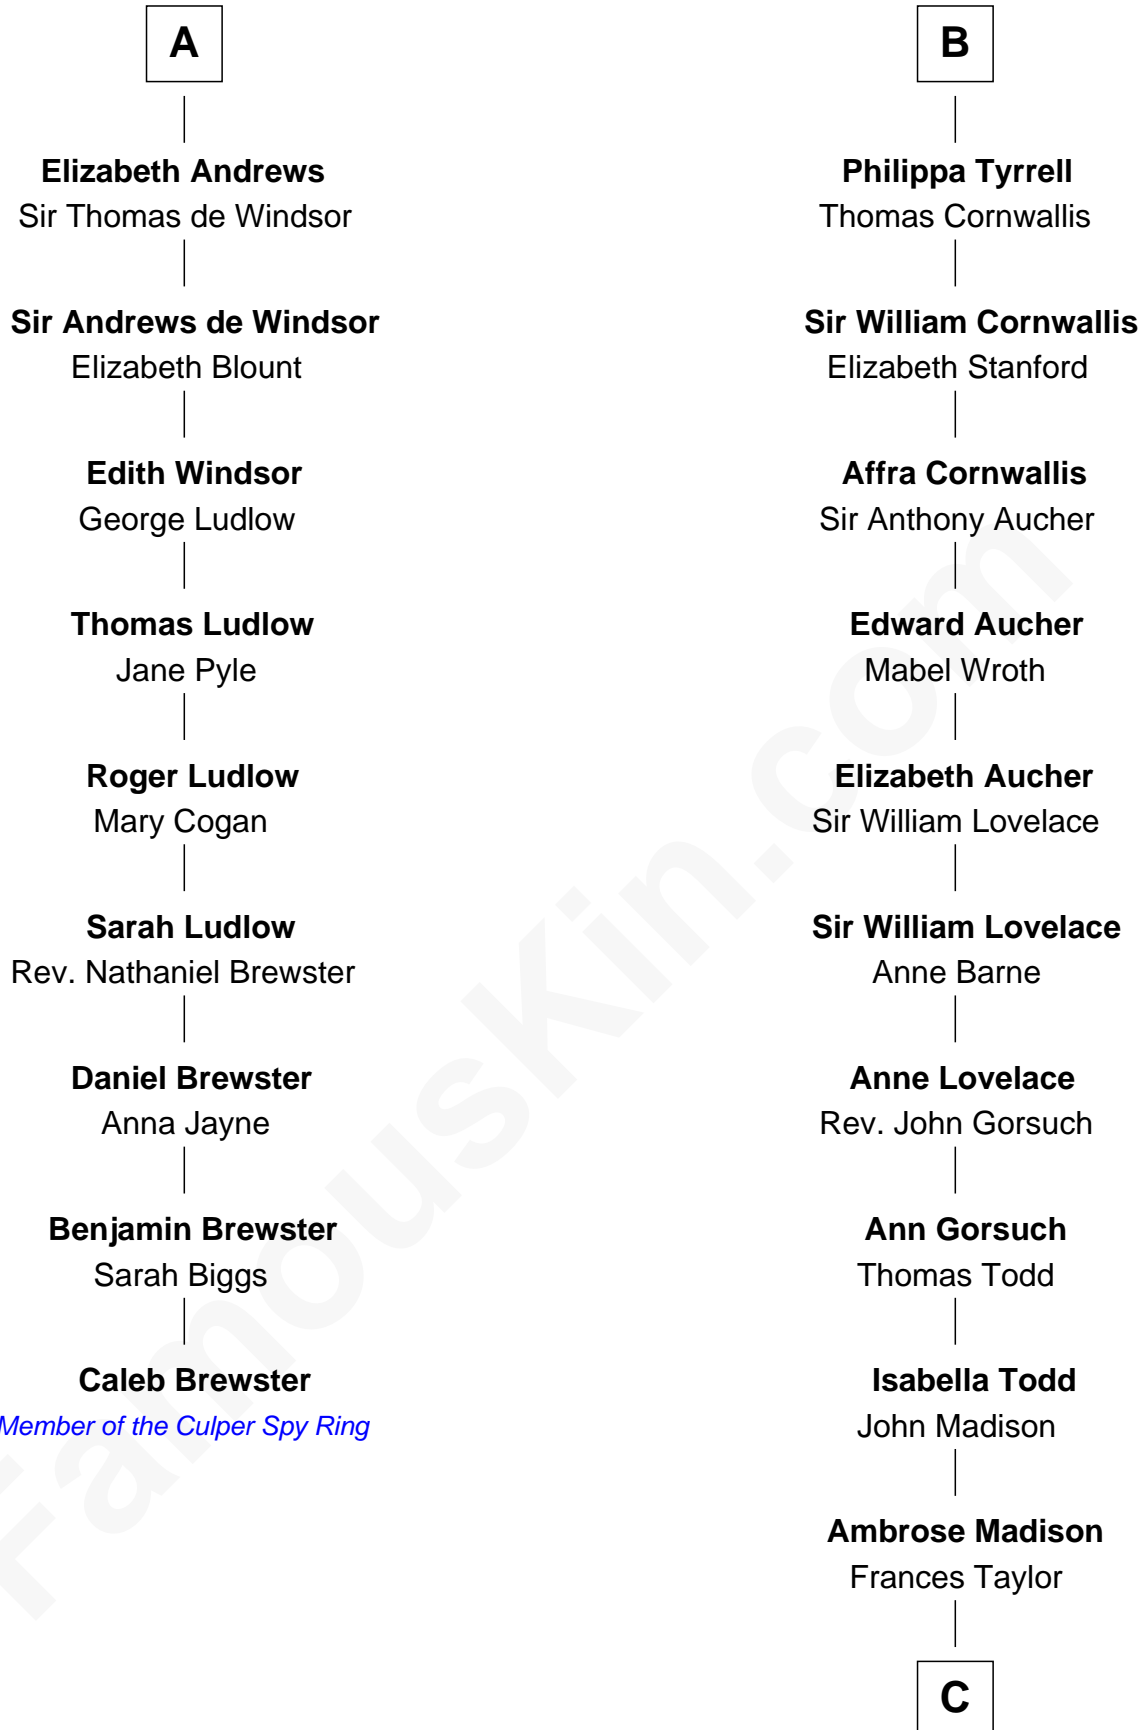 A
Elizabeth Andrews
Sir Thomas de Windsor
Sir Andrews de Windsor
Elizabeth Blount
Edith Windsor
George Ludlow
Thomas Ludlow
Jane Pyle
Roger Ludlow
Mary Cogan
Sarah Ludlow
Rev. Nathaniel Brewster
Daniel Brewster
Anna Jayne
Benjamin Brewster
Sarah Biggs
Caleb Brewster
Member of the Culper Spy Ring
B
Philippa Tyrrell
Thomas Cornwallis
Sir William Cornwallis
Elizabeth Stanford
Affra Cornwallis
Sir Anthony Aucher
Edward Aucher
Mabel Wroth
Elizabeth Aucher
Sir William Lovelace
Sir William Lovelace
Anne Barne
Anne Lovelace
Rev. John Gorsuch
Ann Gorsuch
Thomas Todd
Isabella Todd
John Madison
Ambrose Madison
Frances Taylor
C
FamousKin.com